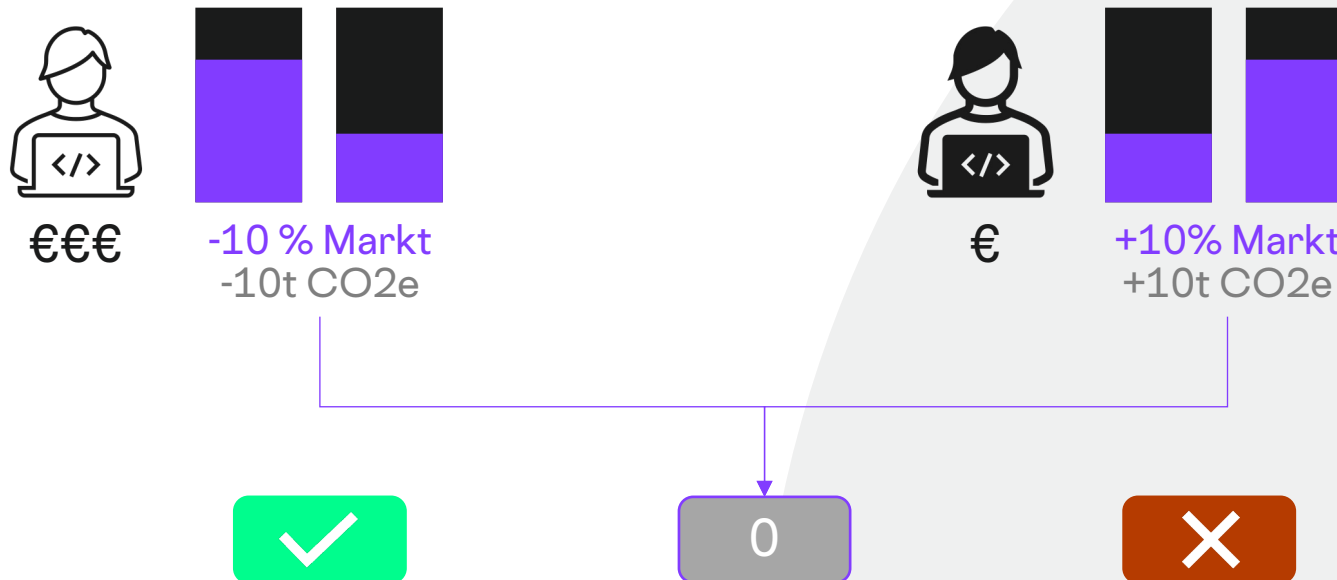 </>
</>
€€€
-10 % Markt
-10t CO2e
€
+10% Markt
+10t CO2e
0